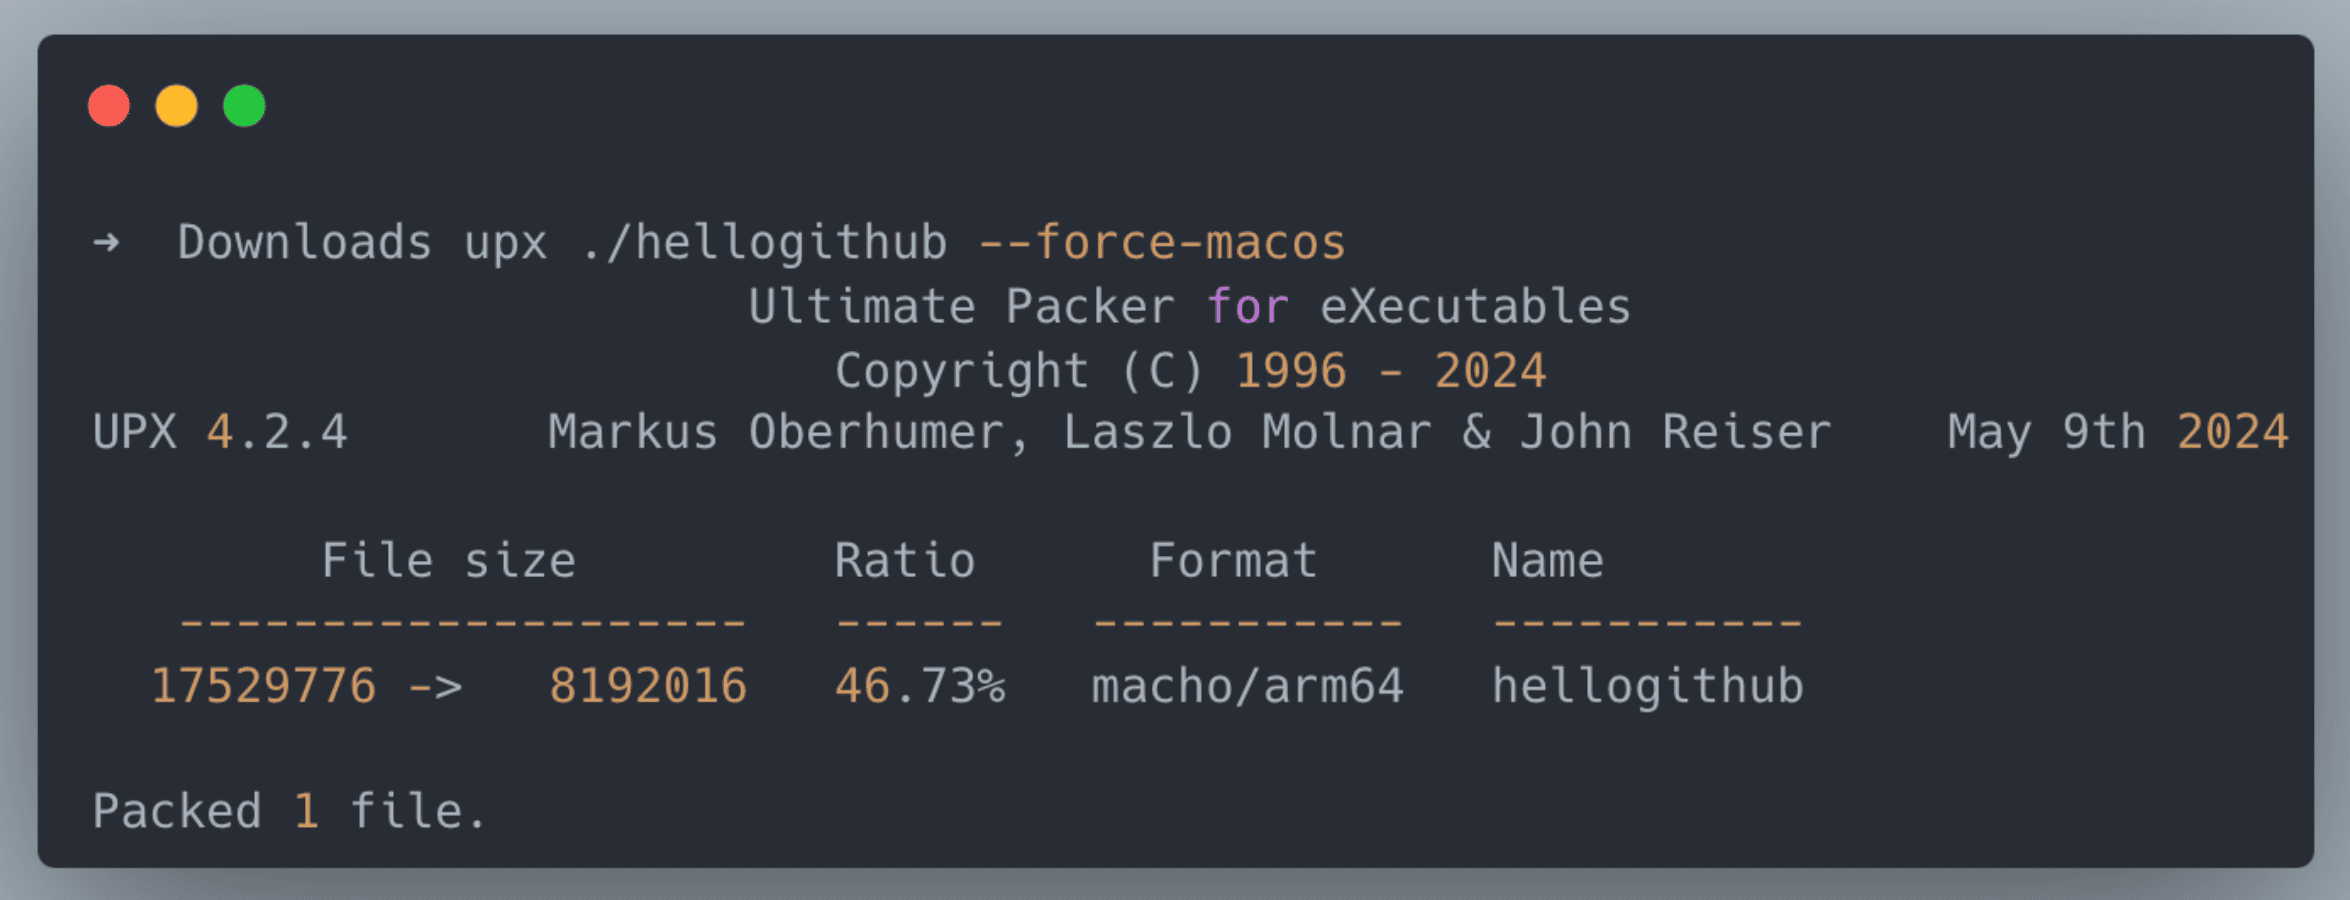 ➜  Downloads upx ./hellogithub --force-macos
                       Ultimate Packer for eXecutables
                          Copyright (C) 1996 - 2024
UPX 4.2.4       Markus Oberhumer, Laszlo Molnar & John Reiser    May 9th 2024

        File size         Ratio      Format      Name
   --------------------   ------   -----------   -----------
  17529776 ->   8192016   46.73%   macho/arm64   hellogithub

Packed 1 file.